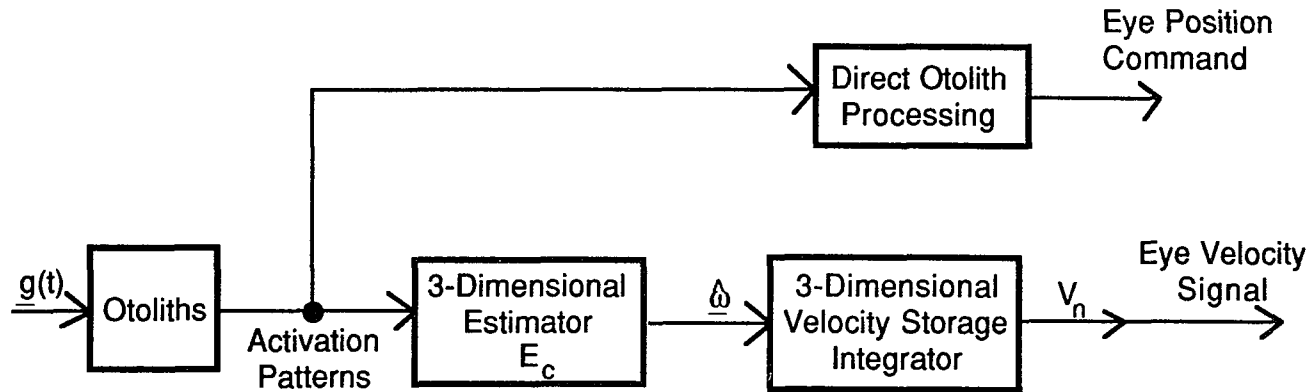 Eye Position
Command
Direct Otolith
Processing
g(t)
Otoliths
Activation
Patterns
3-Dimensional
Estimator
E_c
ω̂
3-Dimensional
Velocity Storage
Integrator
V_n
Eye Velocity
Signal